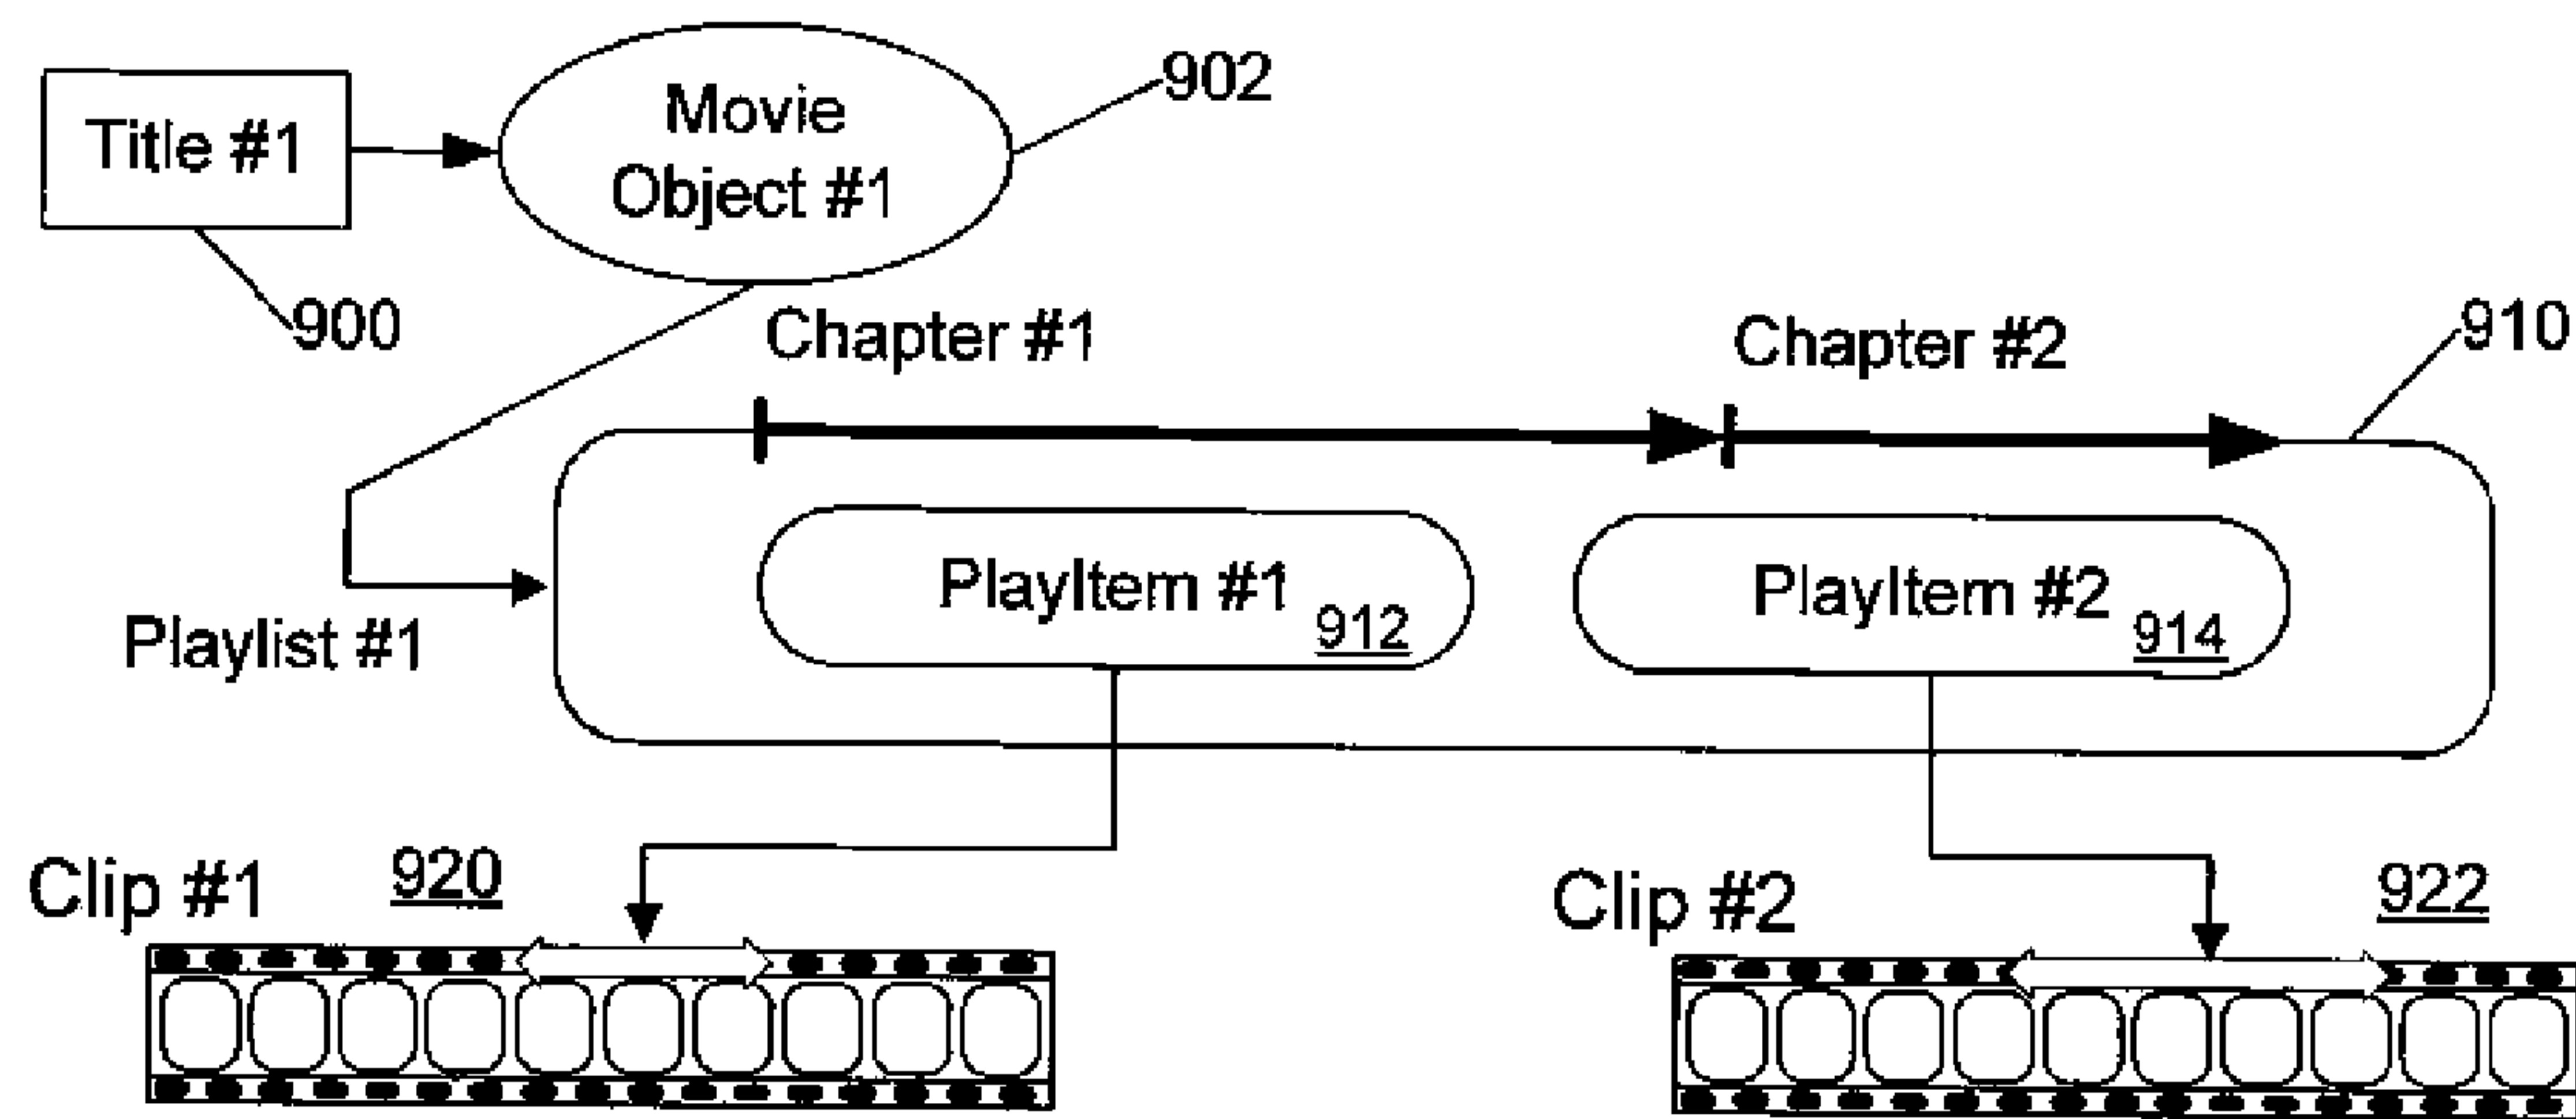 Title #1
Movie
Object #1
902
900
Chapter #1
Chapter #2
910
PlayItem #1
912
PlayItem #2
914
Playlist #1
Clip #1
920
Clip #2
922